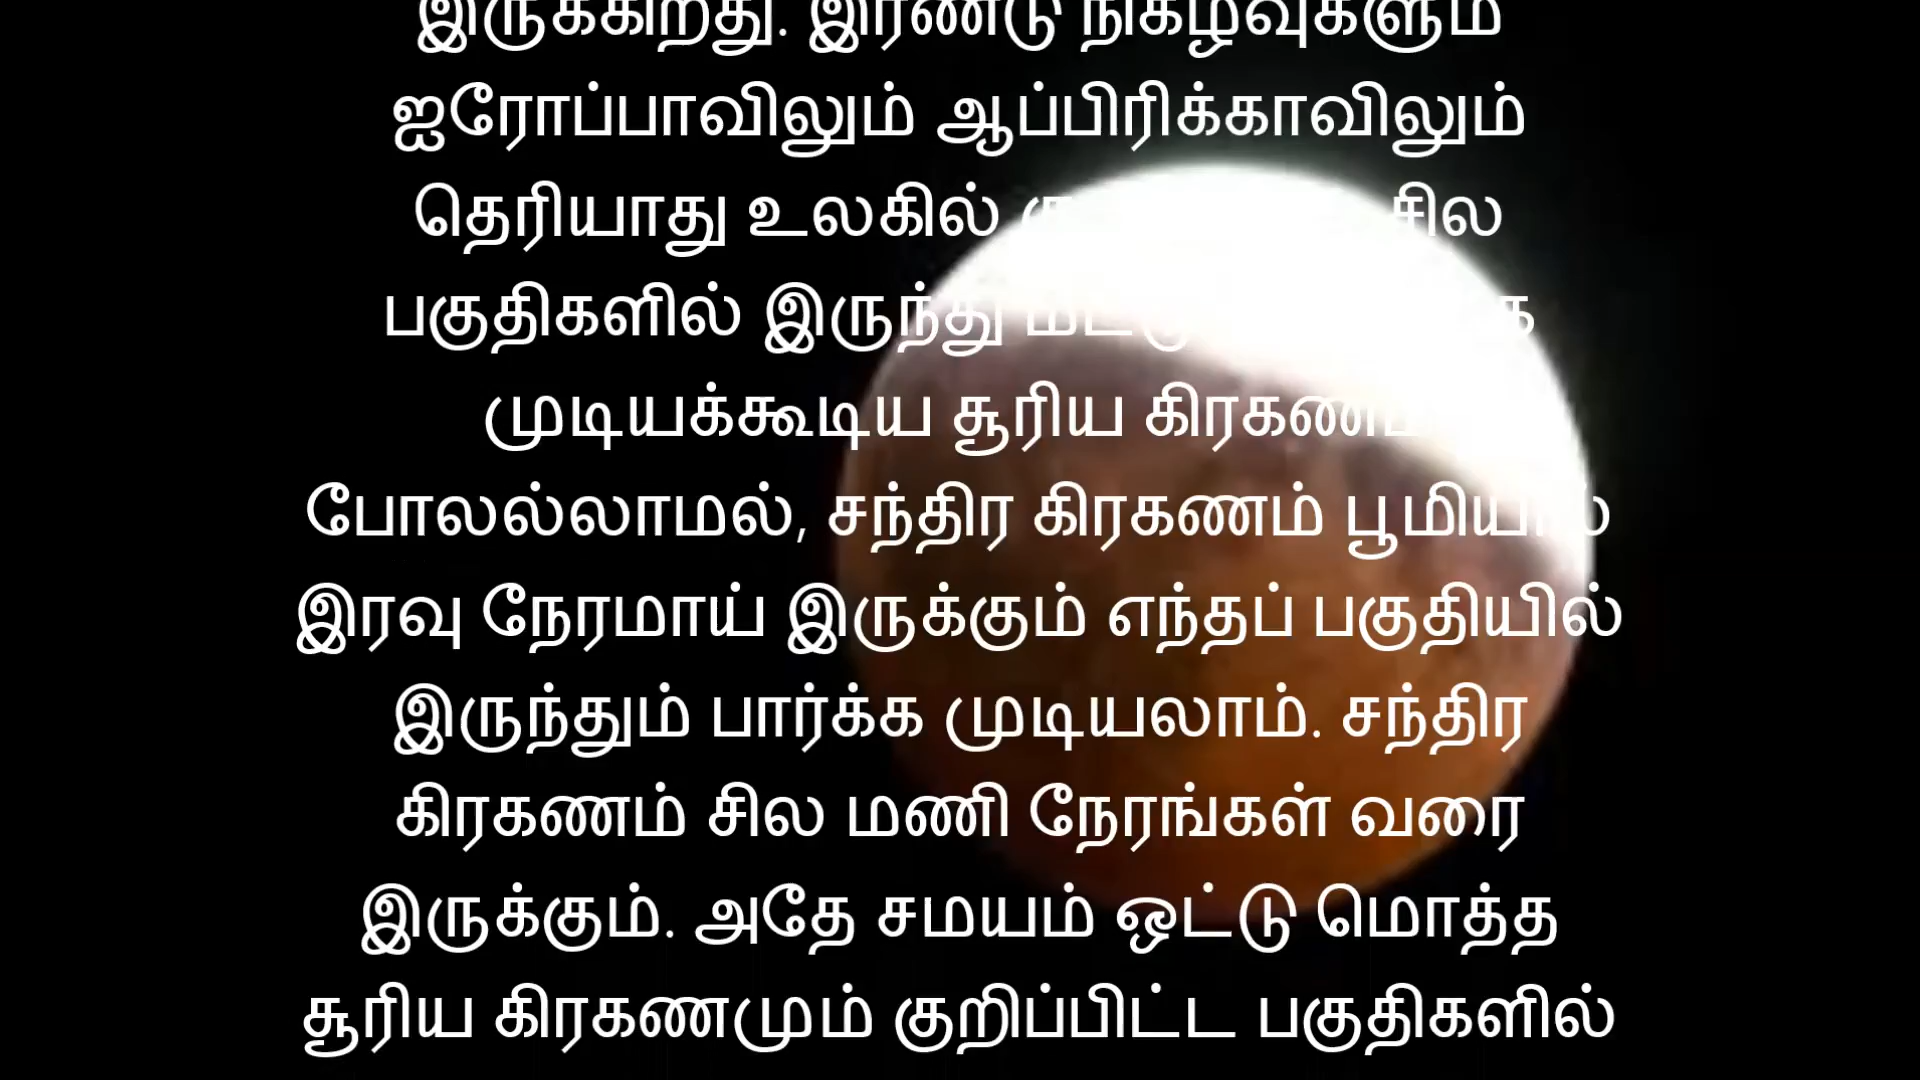 இருக்கிறது. இரண்டு நிகழ்வுகளும்
ஐரோப்பாவிலும் ஆப்பிரிக்காவிலும்
தெரியாது உலகில் சில
பகுதிகளில் இருந்து
முடியக்கூடிய சூரிய
போலல்லாமல், சந்திர கிரகணம் பூமியில்
இரவு நேரமாய் இருக்கும் எந்தப் பகுதியில்
இருந்தும் பார்க்க முடியலாம். சந்திர
கிரகணம் சில மணி நேரங்கள் வரை
இருக்கும். அதே சமயம் ஒட்டு மொத்த
சூரிய கிரகணமும் குறிப்பிட்ட பகுதிகளில்